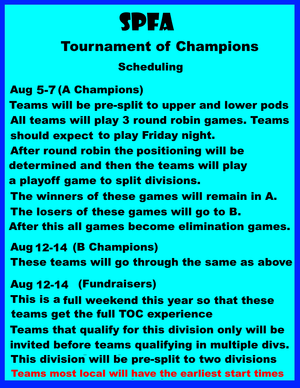 SPFA
Tournament of Champions
Scheduling
Aug 5-7 (A Champions)
Teams will be pre-split to upper and lower pods
All teams will play 3 round robin games. Teams
should expect to play Friday night.
After round robin the positioning will be
determined and then the teams will play
a playoff game to split divisions.
The winners of these games will remain in A.
The losers of these games will go to B.
After this all games become elimination games.
Aug 12-14 (B Champions)
These teams will go through the same as above
Aug 12-14 (Fundraisers)
This is a full weekend this year so that these
teams get the full TOC experience
Teams that qualify for this division only will be
invited before teams qualifying in multiple divs.
This division will be pre-split to two divisions
Teams most local will have the earliest start times